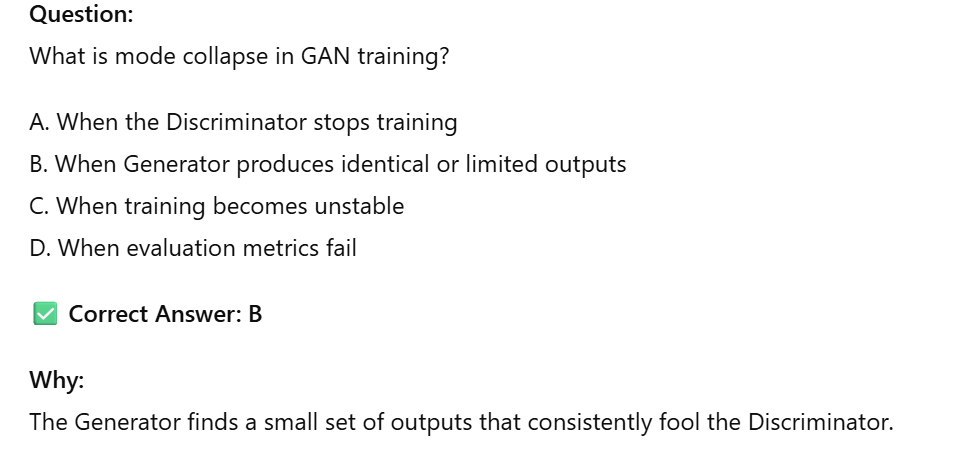 Question:
What is mode collapse in GAN training?
A. When the Discriminator stops training
B. When Generator produces identical or limited outputs
C. When training becomes unstable
D. When evaluation metrics fail
✅ Correct Answer: B
Why:
The Generator finds a small set of outputs that consistently fool the Discriminator.